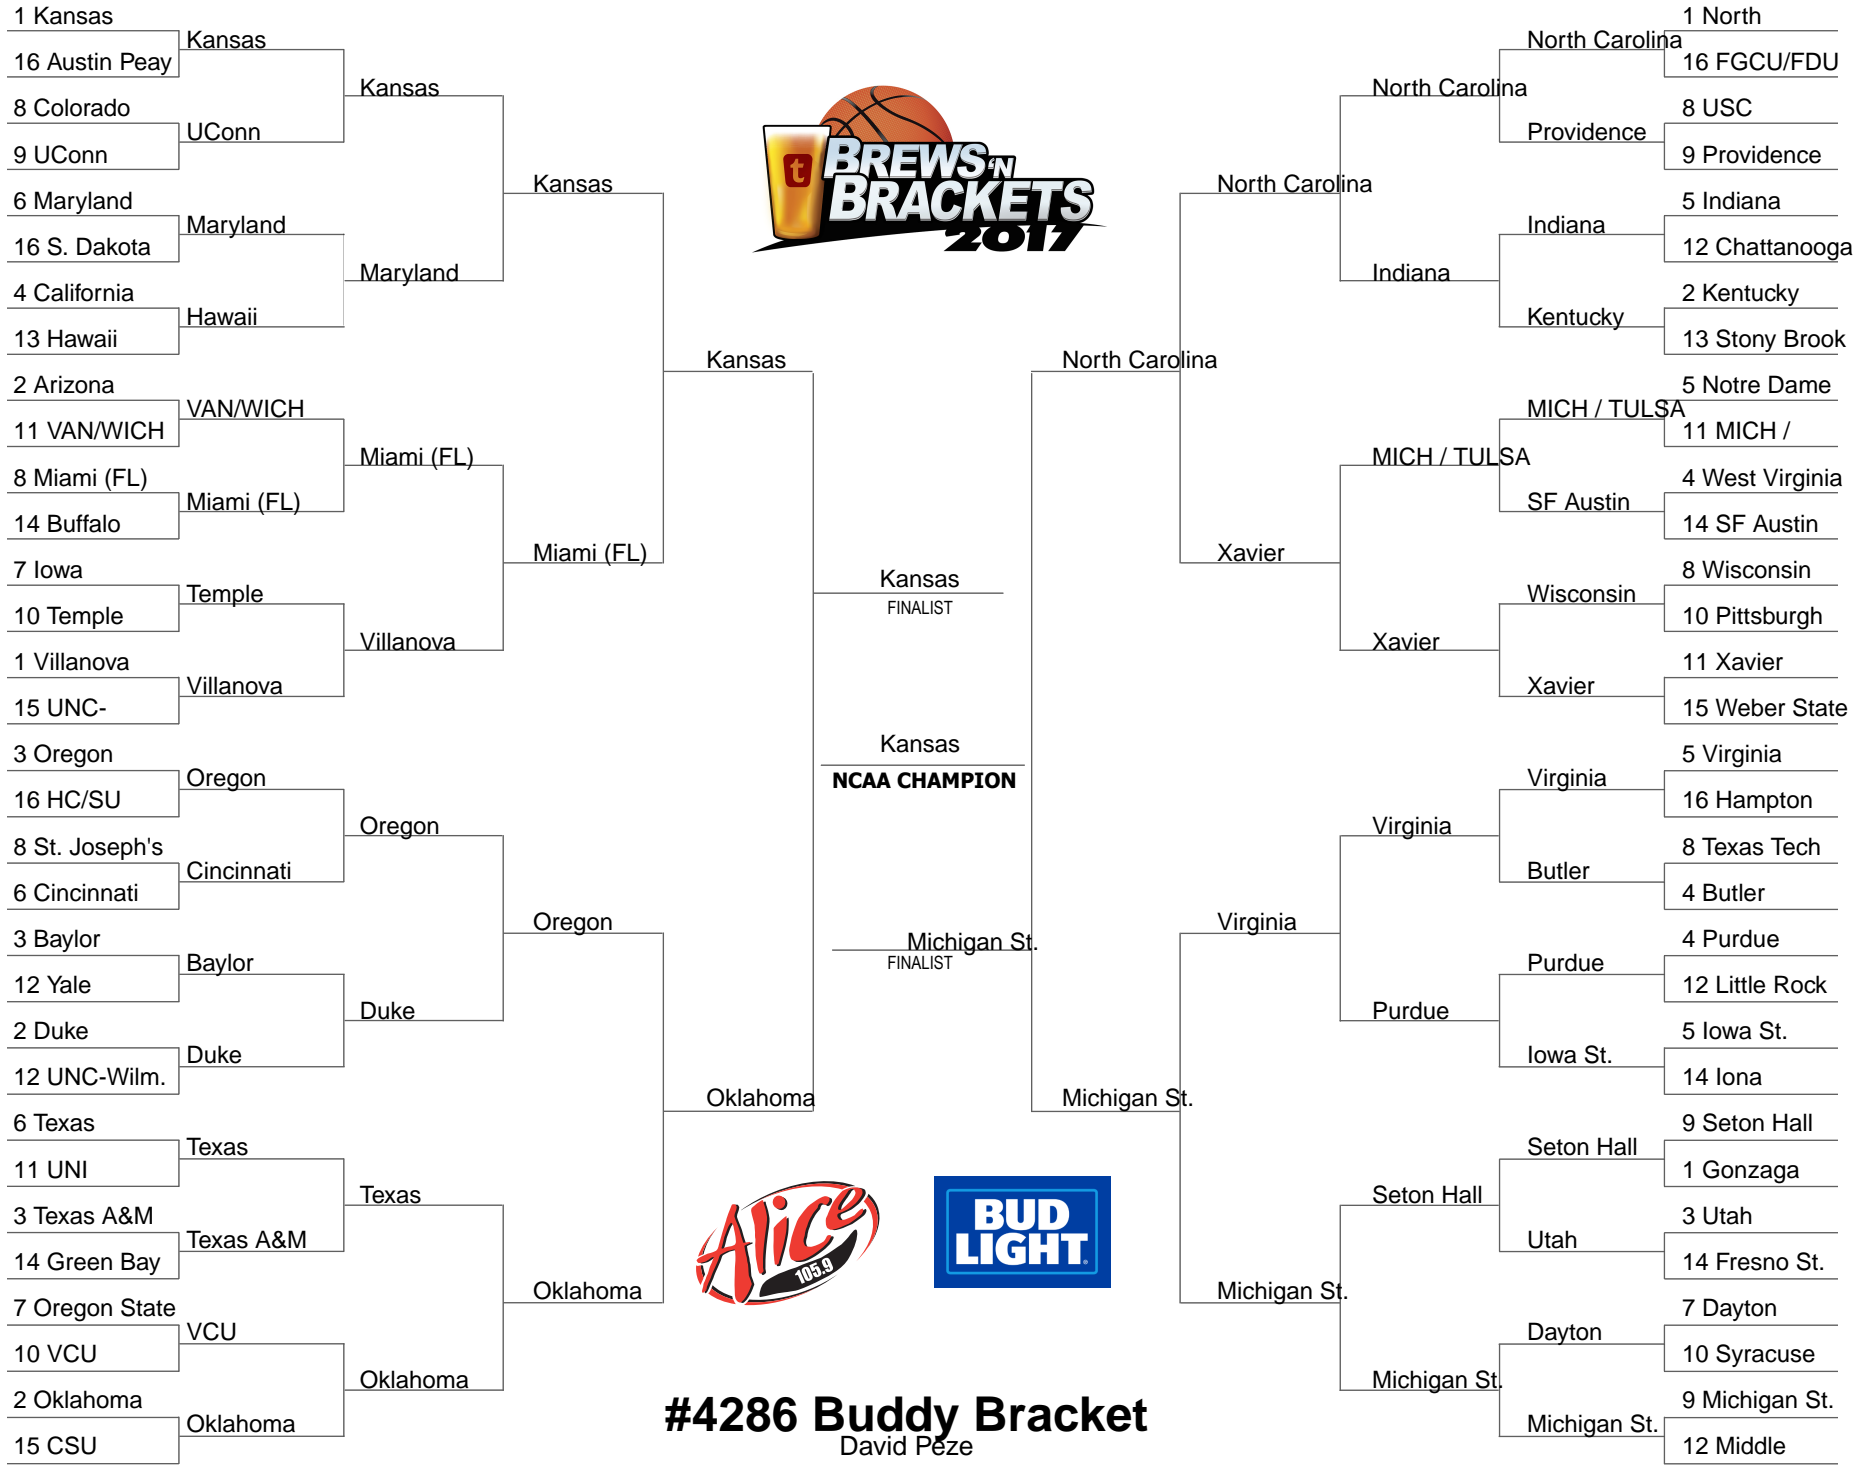 1 Kansas
16 Austin Peay
8 Colorado
9 UConn
6 Maryland
16 S. Dakota
4 California
13 Hawaii
2 Arizona
11 VAN/WICH
8 Miami (FL)
14 Buffalo
7 Iowa
10 Temple
1 Villanova
15 UNC-
3 Oregon
16 HC/SU
8 St. Joseph's
6 Cincinnati
3 Baylor
12 Yale
2 Duke
12 UNC-Wilm.
6 Texas
11 UNI
3 Texas A&M
14 Green Bay
7 Oregon State
10 VCU
2 Oklahoma
15 CSU
Kansas
UConn
Maryland
Hawaii
VAN/WICH
Miami (FL)
Temple
Villanova
Oregon
Cincinnati
Baylor
Duke
Texas
Texas A&M
VCU
Oklahoma
Kansas
Maryland
Miami (FL)
Villanova
Oregon
Duke
Texas
Oklahoma
Kansas
Miami (FL)
Oregon
Oklahoma
Kansas
Oklahoma
t
BREWS 'N
BRACKETS
2017
Kansas
FINALIST
Kansas
NCAA CHAMPION
Michigan St.
FINALIST
Alice
105.9
BUD
LIGHT
#4286 Buddy Bracket
David Peze
North Carolina
Michigan St.
North Carolina
Xavier
Virginia
Michigan St.
North Carolina
Indiana
MICH / TULSA
Xavier
Virginia
Purdue
Seton Hall
Michigan St.
North Carolina
Providence
Indiana
Kentucky
MICH / TULSA
SF Austin
Wisconsin
Xavier
Virginia
Butler
Purdue
Iowa St.
Seton Hall
Utah
Dayton
Michigan St.
1 North
16 FGCU/FDU
8 USC
9 Providence
5 Indiana
12 Chattanooga
2 Kentucky
13 Stony Brook
5 Notre Dame
11 MICH /
4 West Virginia
14 SF Austin
8 Wisconsin
10 Pittsburgh
11 Xavier
15 Weber State
5 Virginia
16 Hampton
8 Texas Tech
4 Butler
4 Purdue
12 Little Rock
5 Iowa St.
14 Iona
9 Seton Hall
1 Gonzaga
3 Utah
14 Fresno St.
7 Dayton
10 Syracuse
9 Michigan St.
12 Middle